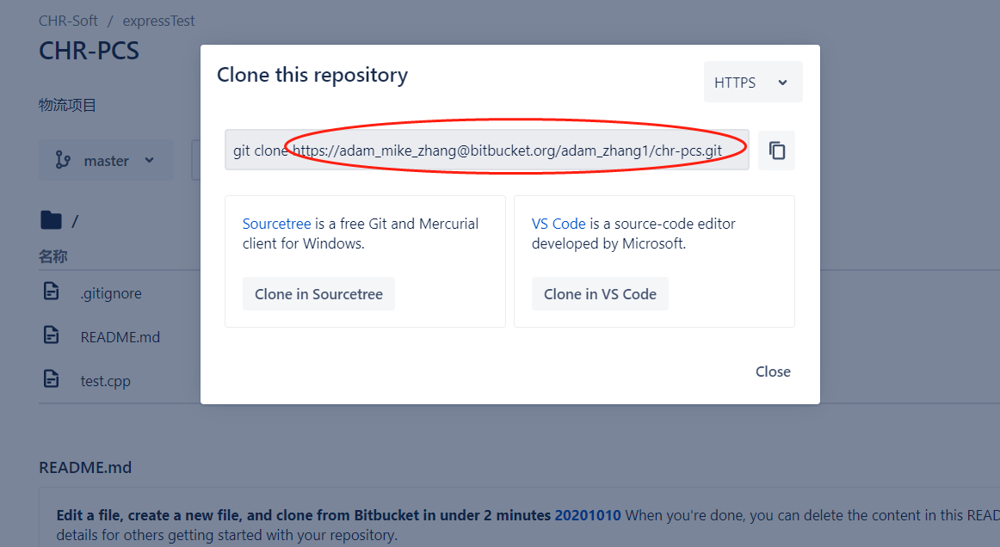 CHR-Soft / expressTest
CHR-PCS
物流项目
master
/
名称
.gitignore
README.md
test.cpp
Clone this repository
HTTPS
git clone https://adam_mike_zhang@bitbucket.org/adam_zhang1/chr-pcs.git
Sourcetree is a free Git and Mercurial
client for Windows.
Clone in Sourcetree
VS Code is a source-code editor
developed by Microsoft.
Clone in VS Code
Close
README.md
Edit a file, create a new file, and clone from Bitbucket in under 2 minutes 20201010 When you're done, you can delete the content in this READ
details for others getting started with your repository.